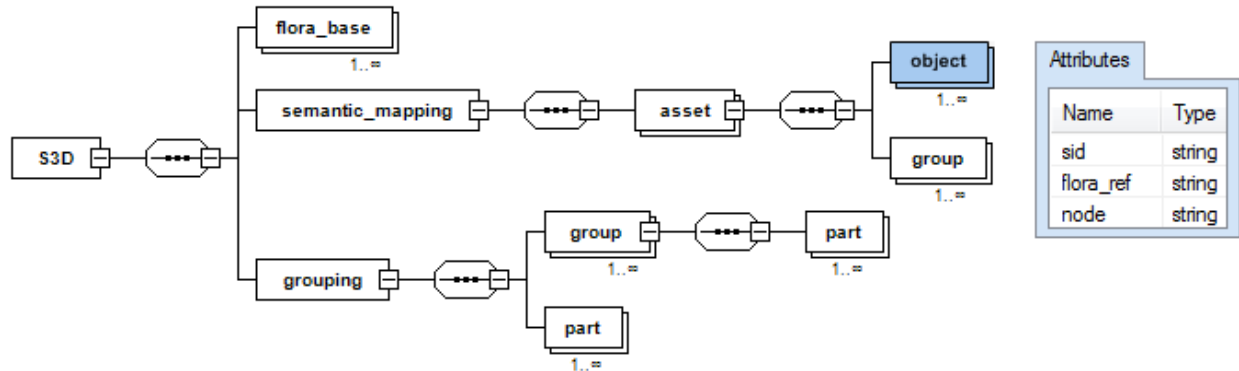 flora_base
1..∞
semantic_mapping
asset
object
1..∞
group
1..∞
S3D
grouping
group
1..∞
part
1..∞
part
1..∞
Attributes
Name Type
sid string
flora_ref string
node string